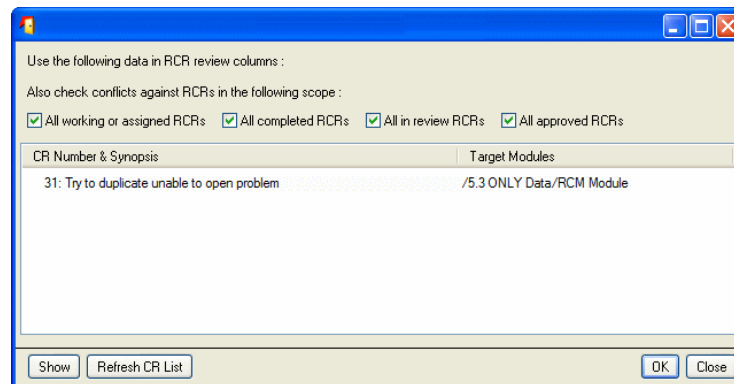 Use the following data in RCR review columns :
Also check conflicts against RCRs in the following scope :
All working or assigned RCRs All completed RCRs All in review RCRs All approved RCRs
CR Number & Synopsis Target Modules
31: Try to duplicate unable to open problem /5.3 ONLY Data/RCM Module
Show Refresh CR List OK Close